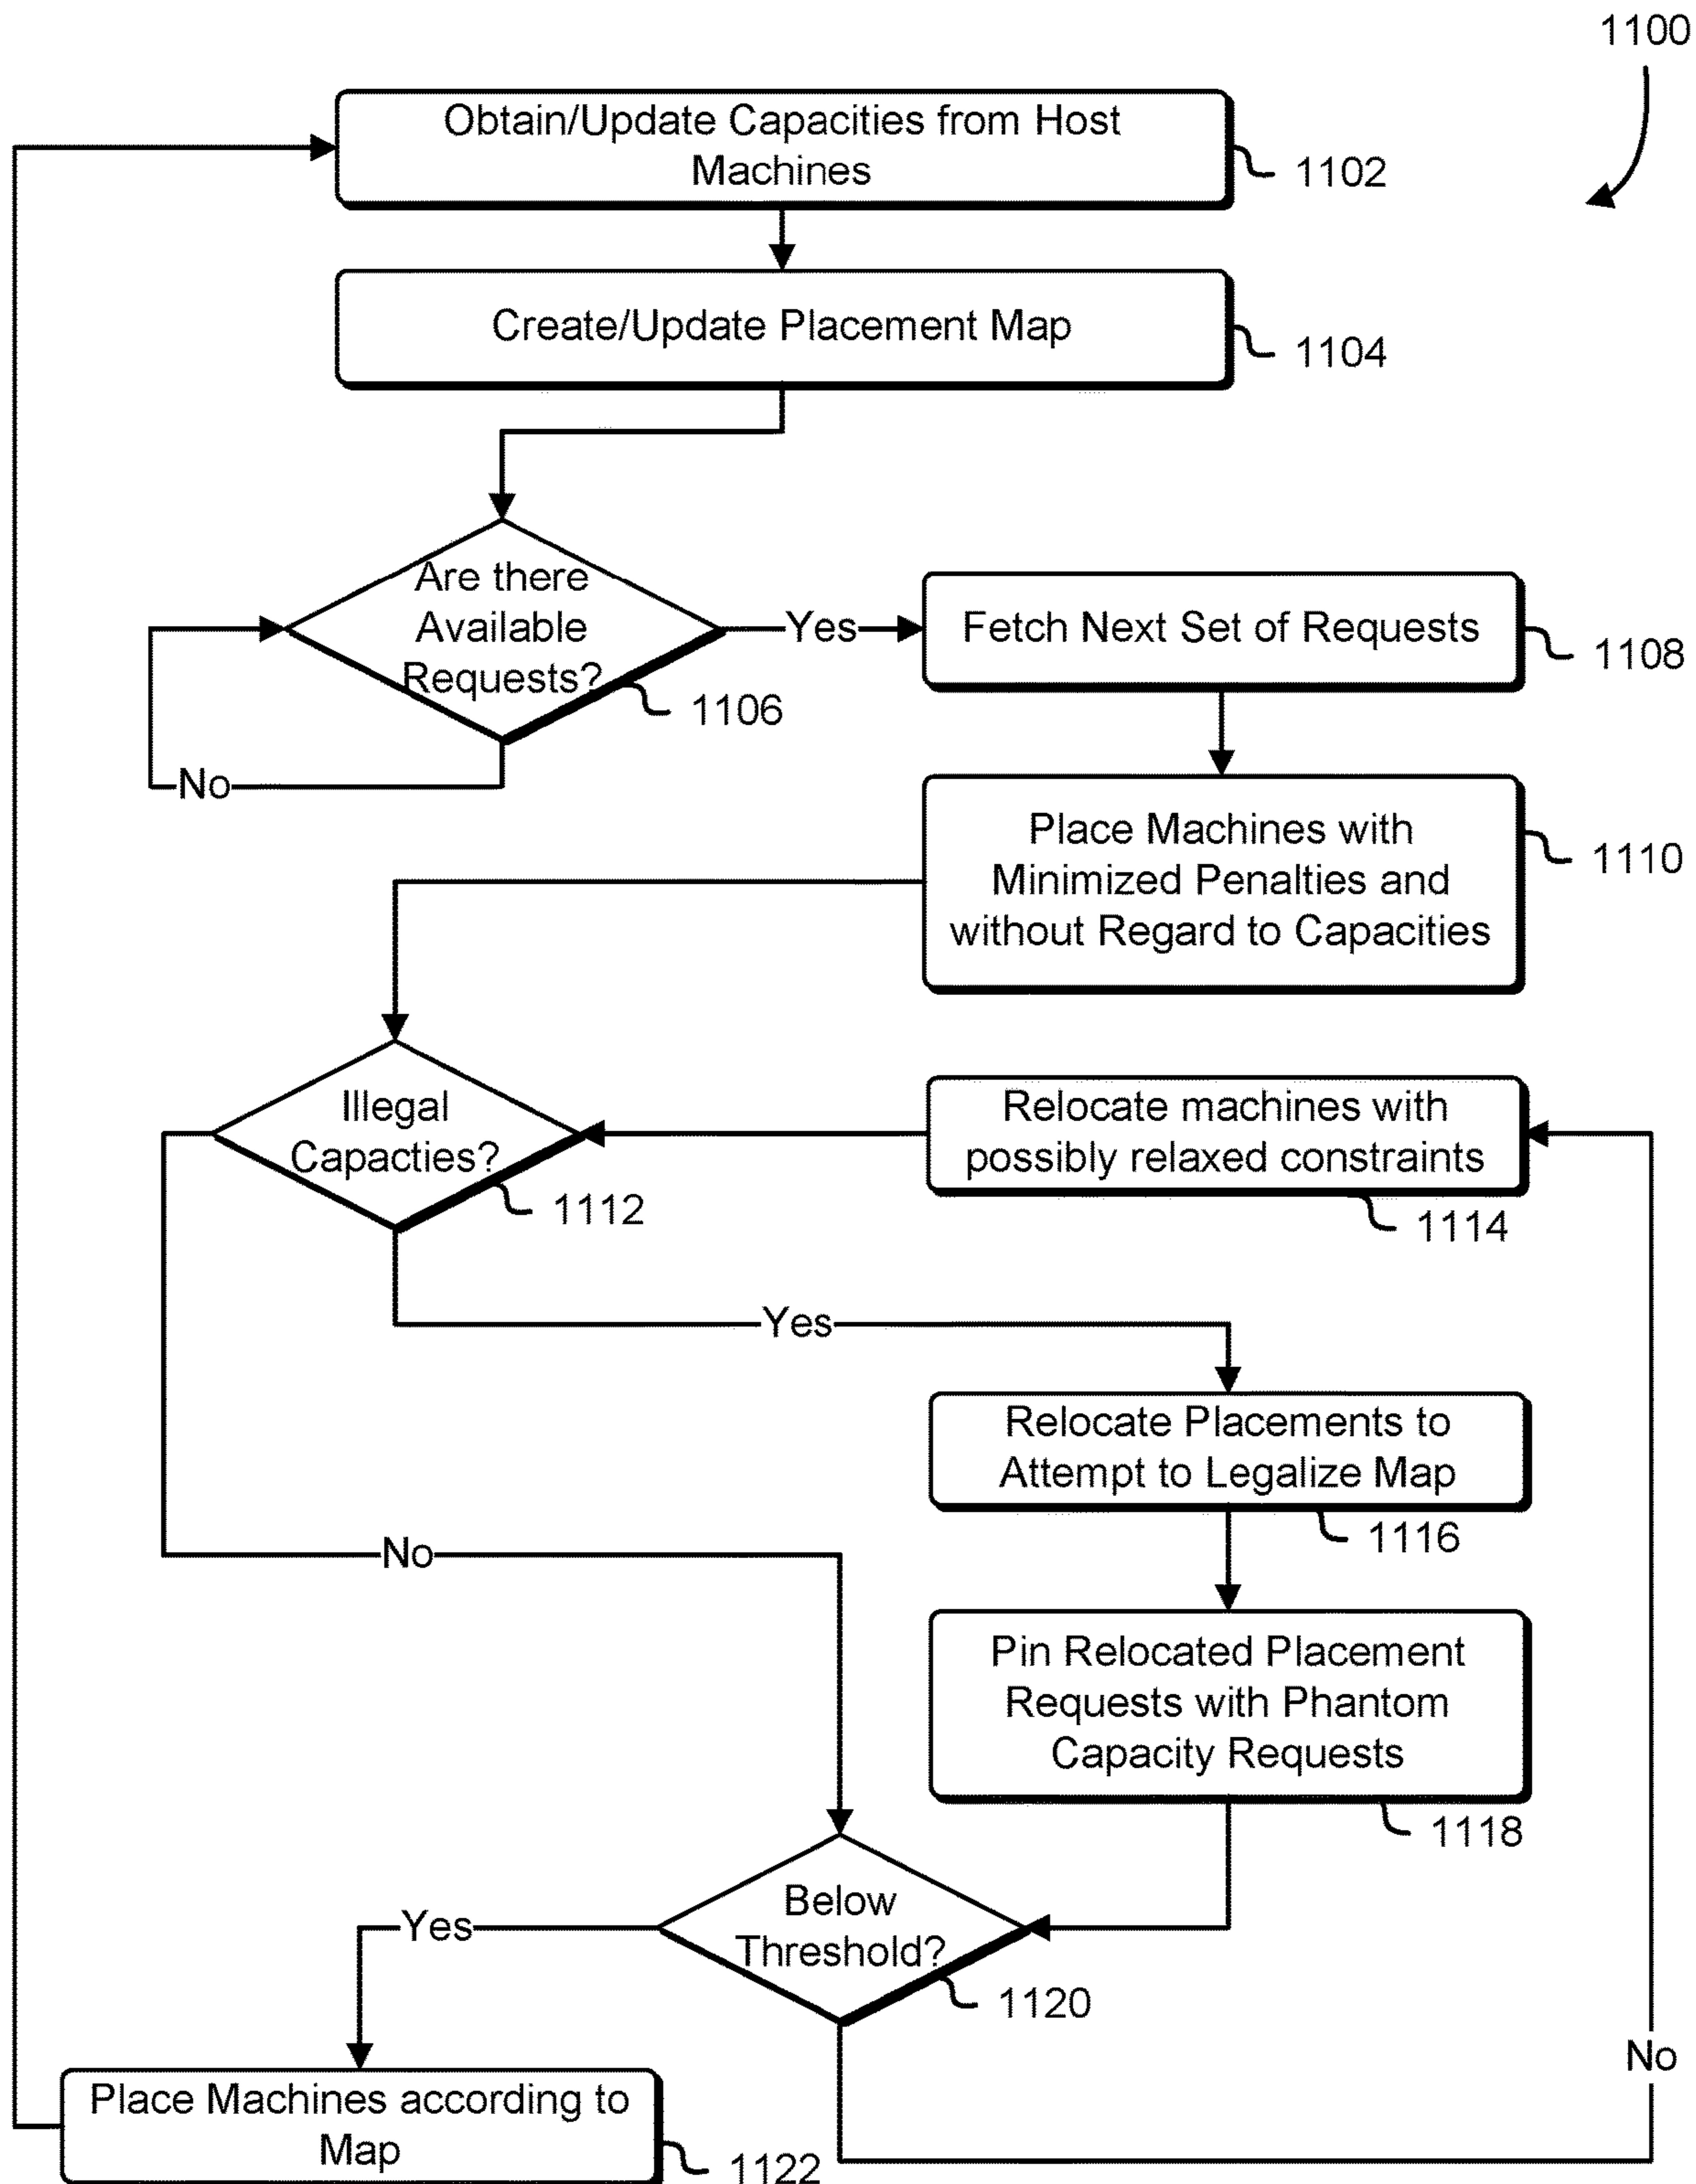 1100
Obtain/Update Capacities from Host
Machines
1102
Create/Update Placement Map
1104
Are there
Available
Requests?
1106
Yes
No
Fetch Next Set of Requests
1108
Place Machines with
Minimized Penalties and
without Regard to Capacities
1110
Illegal
Capacties?
1112
Relocate machines with
possibly relaxed constraints
1114
Yes
Relocate Placements to
Attempt to Legalize Map
1116
No
Pin Relocated Placement
Requests with Phantom
Capacity Requests
1118
Below
Threshold?
1120
Yes
No
Place Machines according to
Map
1122